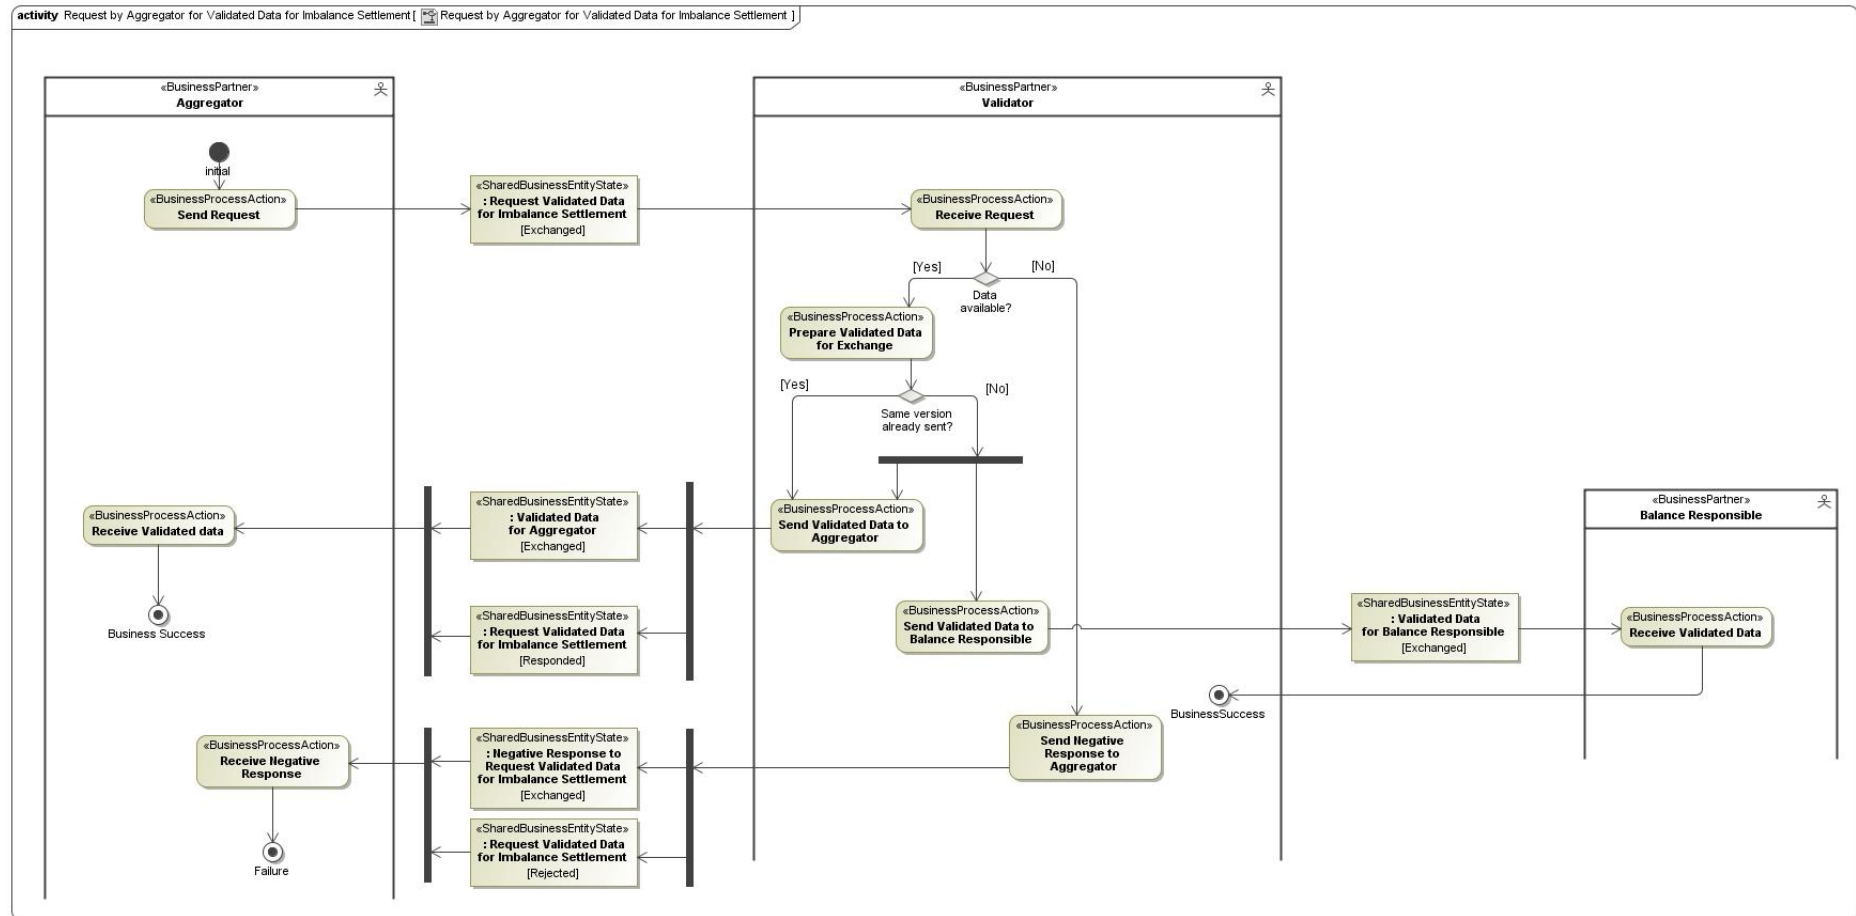 activity Request by Aggregator for Validated Data for Imbalance Settlement [ Request by Aggregator for Validated Data for Imbalance Settlement ]
«BusinessPartner»
Aggregator
«BusinessPartner»
Validator
initial
«BusinessProcessAction»
Send Request
«SharedBusinessEntityState»
: Request Validated Data
for Imbalance Settlement
[Exchanged]
«BusinessProcessAction»
Receive Request
[Yes]
[No]
Data
available?
«BusinessProcessAction»
Prepare Validated Data
for Exchange
[Yes]
[No]
Same version
already sent?
«BusinessProcessAction»
Receive Validated data
Business Success
«SharedBusinessEntityState»
: Validated Data
for Aggregator
[Exchanged]
«BusinessProcessAction»
Send Validated Data to
Aggregator
«BusinessPartner»
Balance Responsible
«SharedBusinessEntityState»
: Request Validated Data
for Imbalance Settlement
[Responded]
«BusinessProcessAction»
Send Validated Data to
Balance Responsible
«SharedBusinessEntityState»
: Validated Data
for Balance Responsible
[Exchanged]
«BusinessProcessAction»
Receive Validated Data
BusinessSuccess
«BusinessProcessAction»
Receive Negative
Response
Failure
«SharedBusinessEntityState»
: Negative Response to
Request Validated Data
for Imbalance Settlement
[Exchanged]
«BusinessProcessAction»
Send Negative
Response to
Aggregator
«SharedBusinessEntityState»
: Request Validated Data
for Imbalance Settlement
[Rejected]